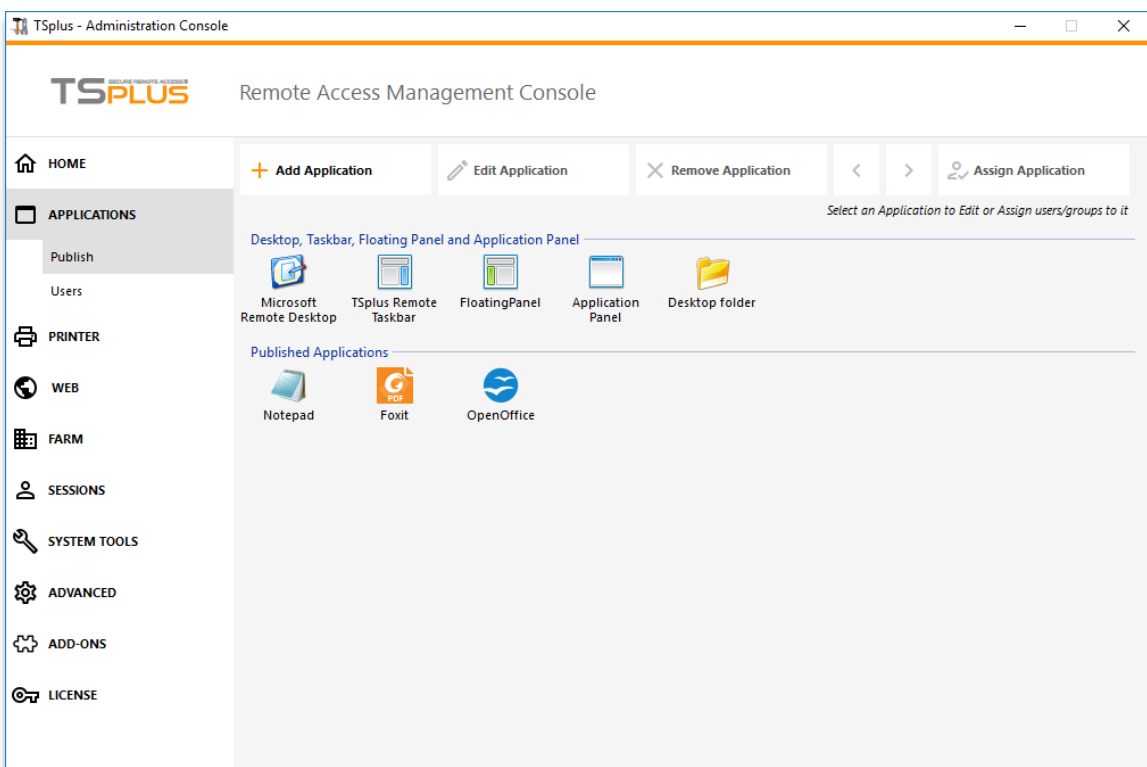 TSplus - Administration Console
SECURE REMOTE ACCESS
TSPLUS
Remote Access Management Console
HOME
APPLICATIONS
Publish
Users
PRINTER
WEB
FARM
SESSIONS
SYSTEM TOOLS
ADVANCED
ADD-ONS
LICENSE
Add Application
Edit Application
Remove Application
Assign Application
Select an Application to Edit or Assign users/groups to it
Desktop, Taskbar, Floating Panel and Application Panel
Microsoft
Remote Desktop
TSplus Remote
Taskbar
FloatingPanel
Application
Panel
Desktop folder
Published Applications
Notepad
PDF
Foxit
OpenOffice